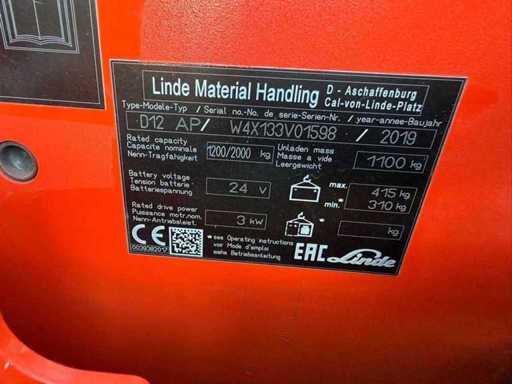 Linde Material Handling D - Aschaffenburg
Cal-von-Linde-Platz
Type-Modele-Typ / Serial no.-No. de serie-Serien-Nr. / year-annee-Baujahr
D12 AP / W4X133V01598 / 2019
Rated capacity
Capacite nominale
Nenn-Tragfähigkeit
1200/2000 kg
Unladen mass
Masse a vide
Leergewicht
1100 kg
Battery voltage
Tension batterie
Batteriespannung
24 V
max. 415 kg
min. 310 kg
Rated drive power
Puissance motr.nom.
Nenn-Antriebsleist.
3 kW
* kg
CE
* see Operating instructions
voir Mode d'emploi
siehe Betriebsanleitung
EAC Linde